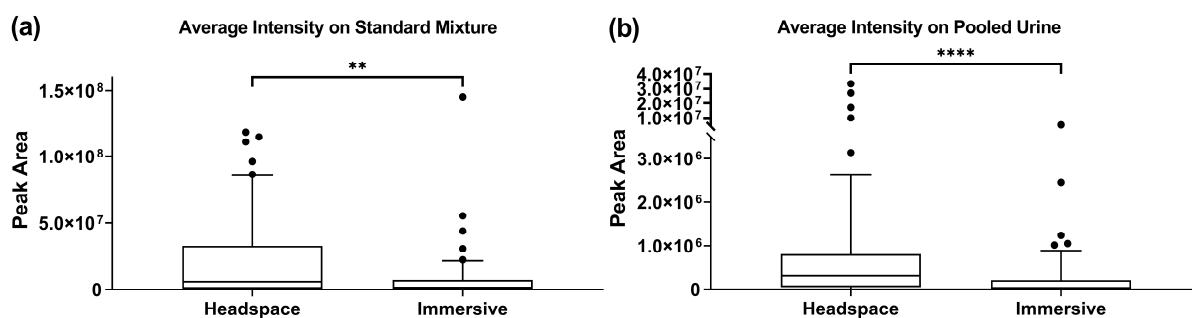 (a)
Average Intensity on Standard Mixture
**
Peak Area
1.5×10⁸
1.0×10⁸
5.0×10⁷
0
Headspace
Immersive
(b)
Average Intensity on Pooled Urine
****
Peak Area
4.0×10⁷
3.0×10⁷
2.0×10⁷
1.0×10⁷
3.0×10⁶
2.0×10⁶
1.0×10⁶
0
Headspace
Immersive